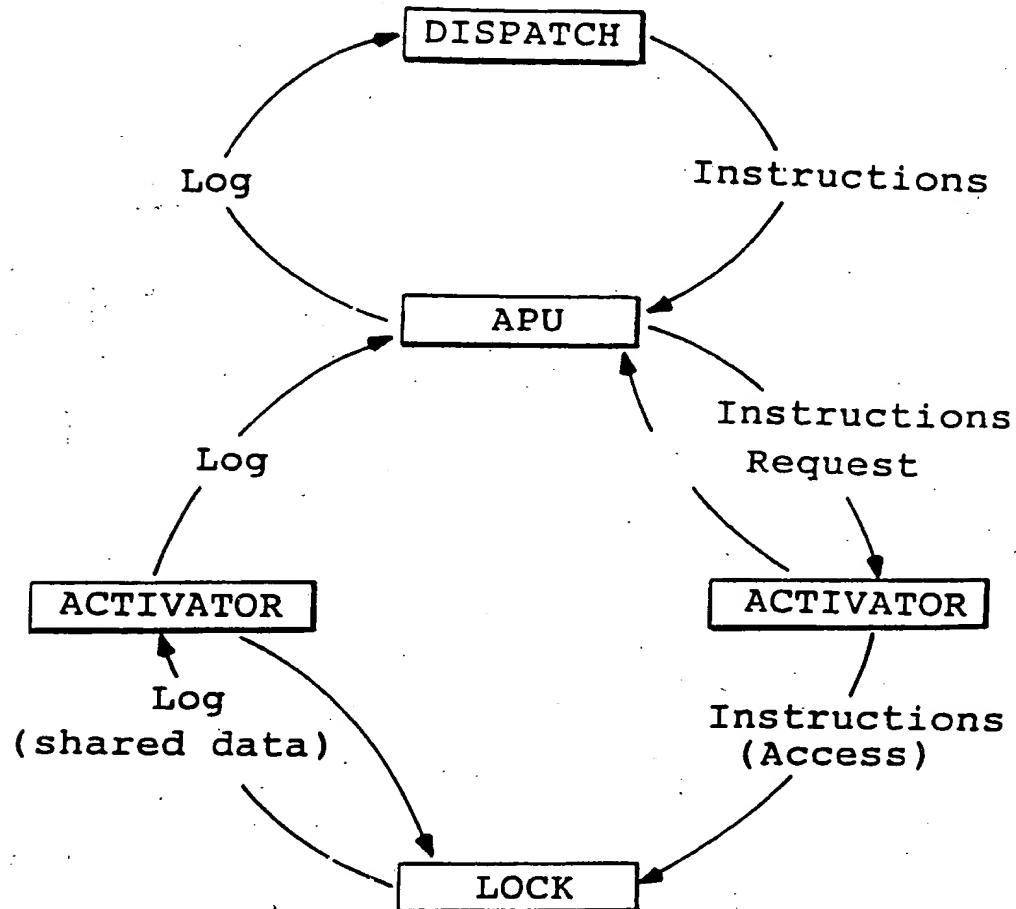 DISPATCH
Log
Instructions
APU
Instructions
Request
Log
ACTIVATOR
ACTIVATOR
Log
(shared data)
Instructions
(Access)
LOCK